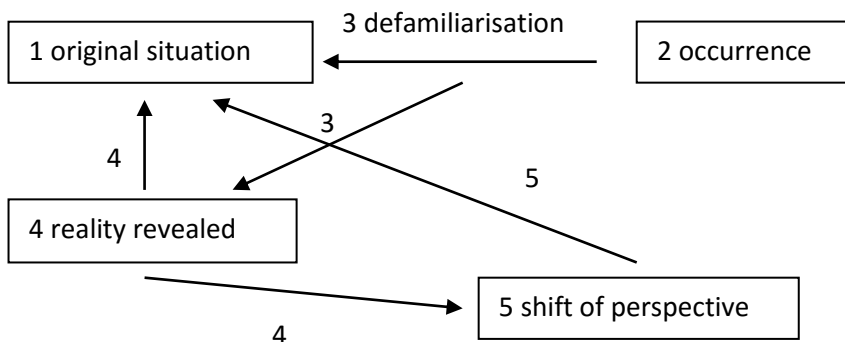 3 defamiliarisation
1 original situation
2 occurrence
3
4
5
4 reality revealed
5 shift of perspective
4